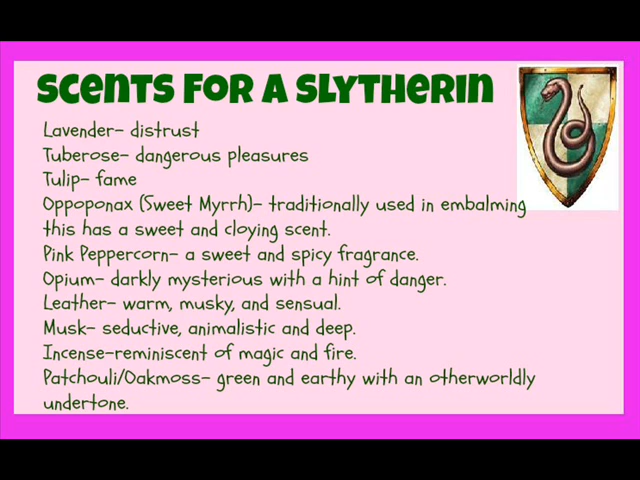 Scents for a Slytherin
Lavender- distrust
Tuberose- dangerous pleasures
Tulip- fame
Oppoponax (Sweet Myrrh)- traditionally used in embalming
this has a sweet and cloying scent.
Pink Peppercorn- a sweet and spicy fragrance.
Opium- darkly mysterious with a hint of danger.
Leather- warm, musky, and sensual.
Musk- seductive, animalistic and deep.
Incense-reminiscent of magic and fire.
Patchouli/Oakmoss- green and earthy with an otherworldly
undertone.